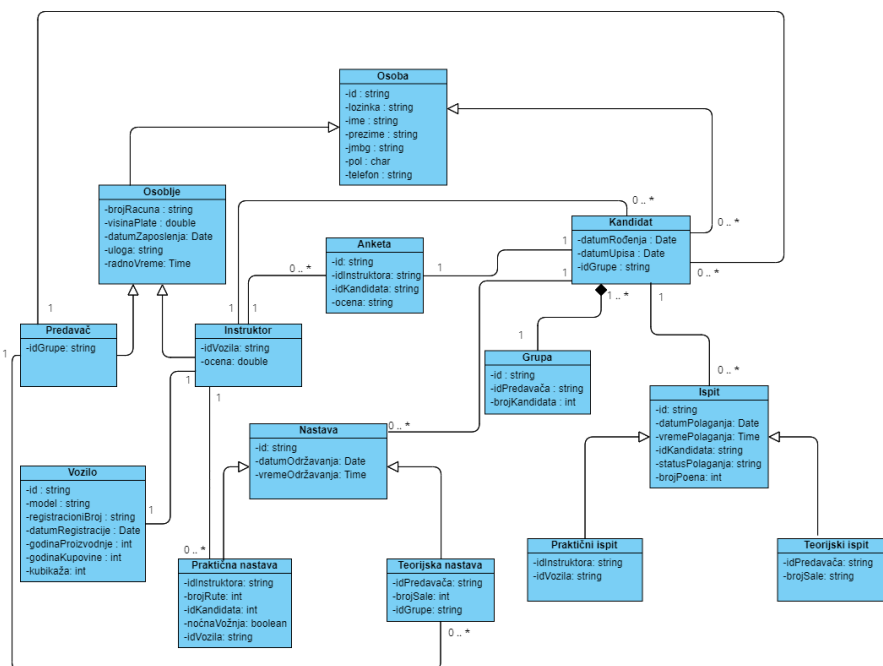 Osoba
-id : string
-lozinka : string
-ime : string
-prezime : string
-jmbg : string
-pol : char
-telefon : string
Osoblje
-brojRacuna : string
-visinaPlate : double
-datumZaposlenja: Date
-uloga: string
-radnoVreme: Time
Kandidat
-datumRođenja : Date
-datumUpisa : Date
-idGrupe : string
Anketa
-id: string
-idInstruktora: string
-idKandidata: string
-ocena: string
Predavač
-idGrupe: string
Instruktor
-idVozila: string
-ocena: double
Grupa
-id : string
-idPredavača : string
-brojKandidata : int
Ispit
-id: string
-datumPolaganja: Date
-vremePolaganja: Time
-idKandidata: string
-statusPolaganja: string
-brojPoena: int
Nastava
-id: string
-datumOdržavanja: Date
-vremeOdržavanja: Time
Vozilo
-id : string
-model : string
-registracioniBroj : string
-datumRegistracije : Date
-godinaProizvodnje : int
-godinaKupovine : int
-kubikaža: int
Praktična nastava
-idInstruktora: string
-brojRute: int
-idKandidata: int
-noćnaVožnja: boolean
-idVozila: string
Teorijska nastava
-idPredavača: string
-brojSale: int
-idGrupe: string
Praktični ispit
-idInstruktora: string
-idVozila: string
Teorijski ispit
-idPredavača: string
-brojSale: string
0 .. *
0 .. *
0 .. *
1
1
0 .. *
1
1
1
1
1
1 .. *
1
1
1
1
1
0 .. *
0 .. *
1
0 .. *
0 .. *